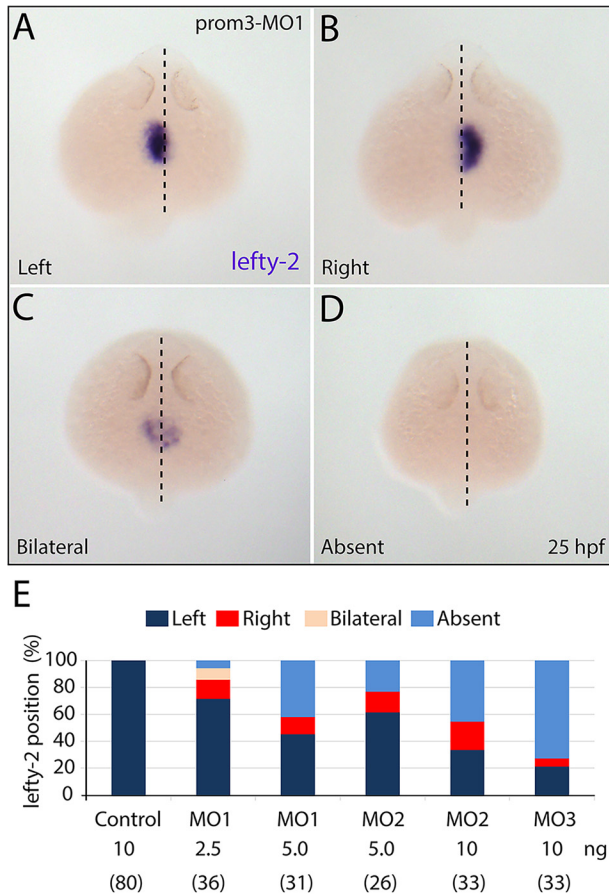 A
prom3-MO1
Left
lefty-2
B
Right
C
Bilateral
D
Absent
25 hpf
E
Left Right Bilateral Absent
lefty-2 position (%)
100
80
60
40
20
0
Control MO1 MO1 MO2 MO2 MO3
10 2.5 5.0 5.0 10 10 ng
(80) (36) (31) (26) (33) (33)